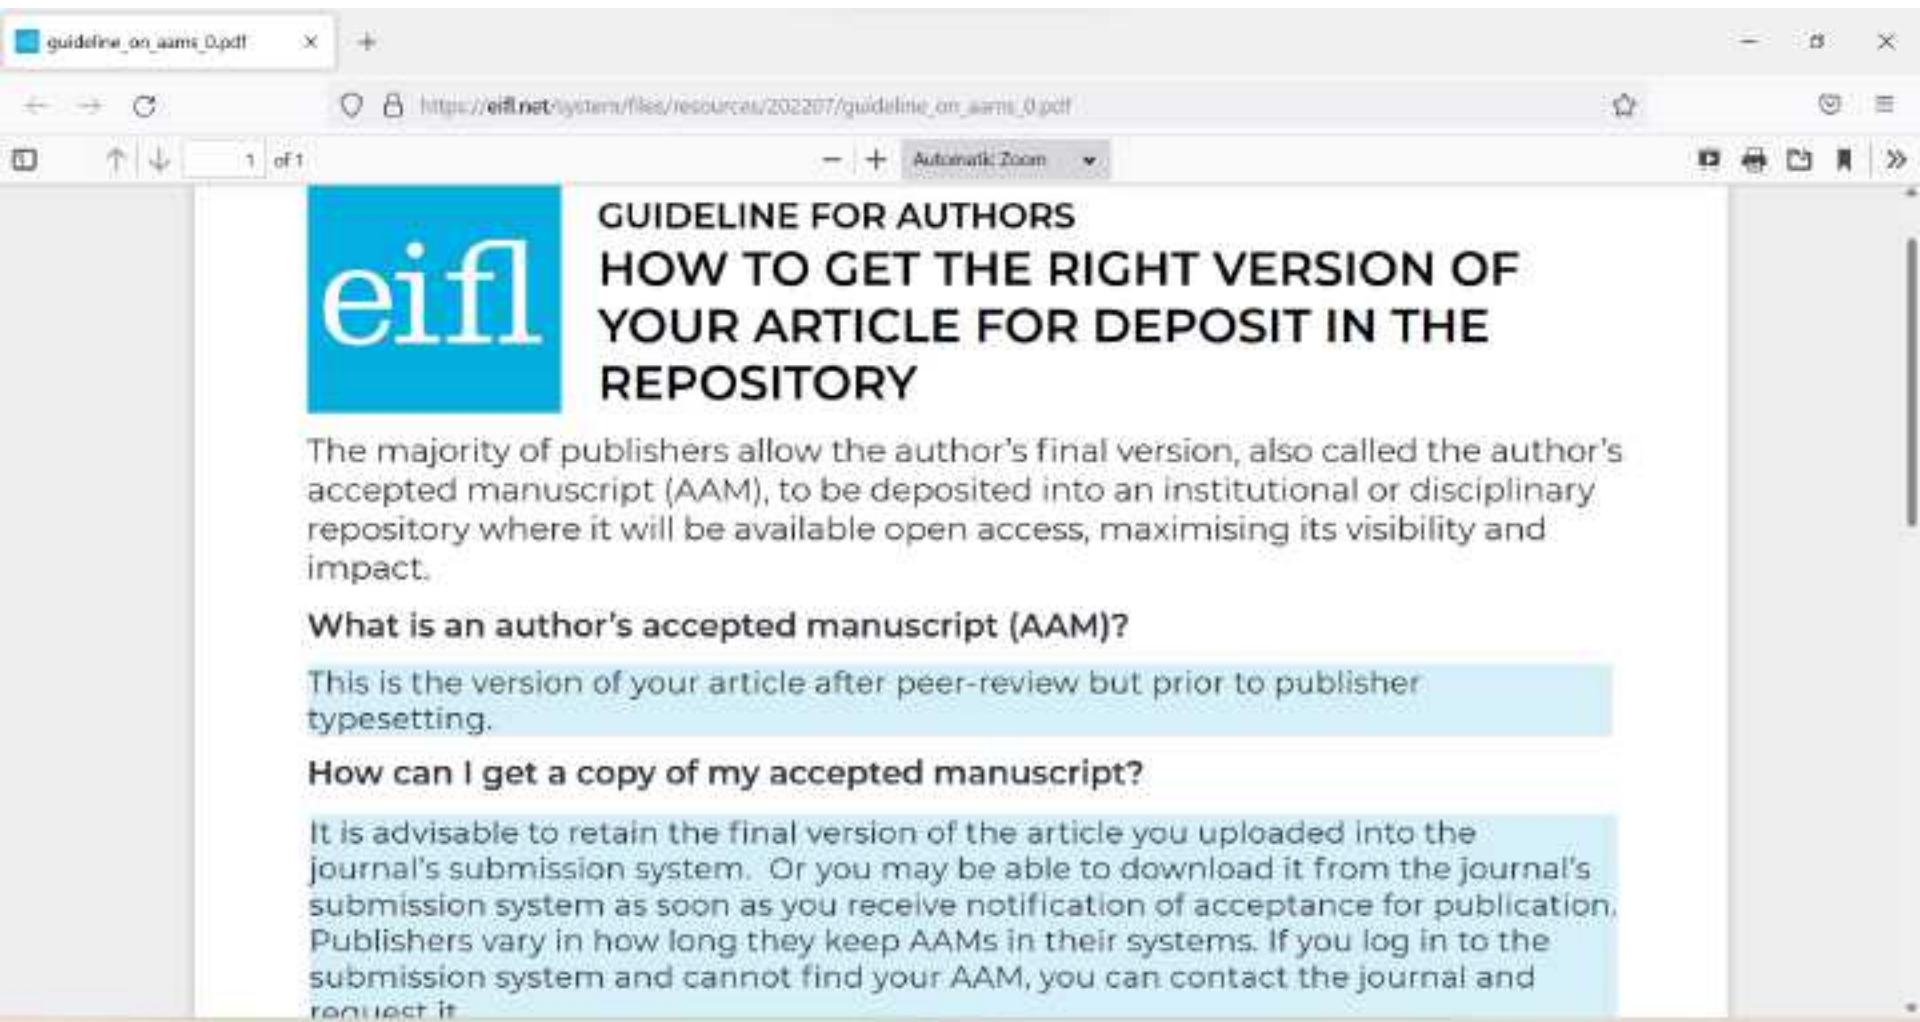 guideline_on_aams_0.pdf
https://eifl.net/system/files/resources/202207/guideline_on_aams_0.pdf
1 of 1
Automatic Zoom
eifl
GUIDELINE FOR AUTHORS
HOW TO GET THE RIGHT VERSION OF
YOUR ARTICLE FOR DEPOSIT IN THE
REPOSITORY
The majority of publishers allow the author's final version, also called the author's
accepted manuscript (AAM), to be deposited into an institutional or disciplinary
repository where it will be available open access, maximising its visibility and
impact.
What is an author's accepted manuscript (AAM)?
This is the version of your article after peer-review but prior to publisher
typesetting.
How can I get a copy of my accepted manuscript?
It is advisable to retain the final version of the article you uploaded into the
journal's submission system.  Or you may be able to download it from the journal's
submission system as soon as you receive notification of acceptance for publication.
Publishers vary in how long they keep AAMs in their systems. If you log in to the
submission system and cannot find your AAM, you can contact the journal and
request it